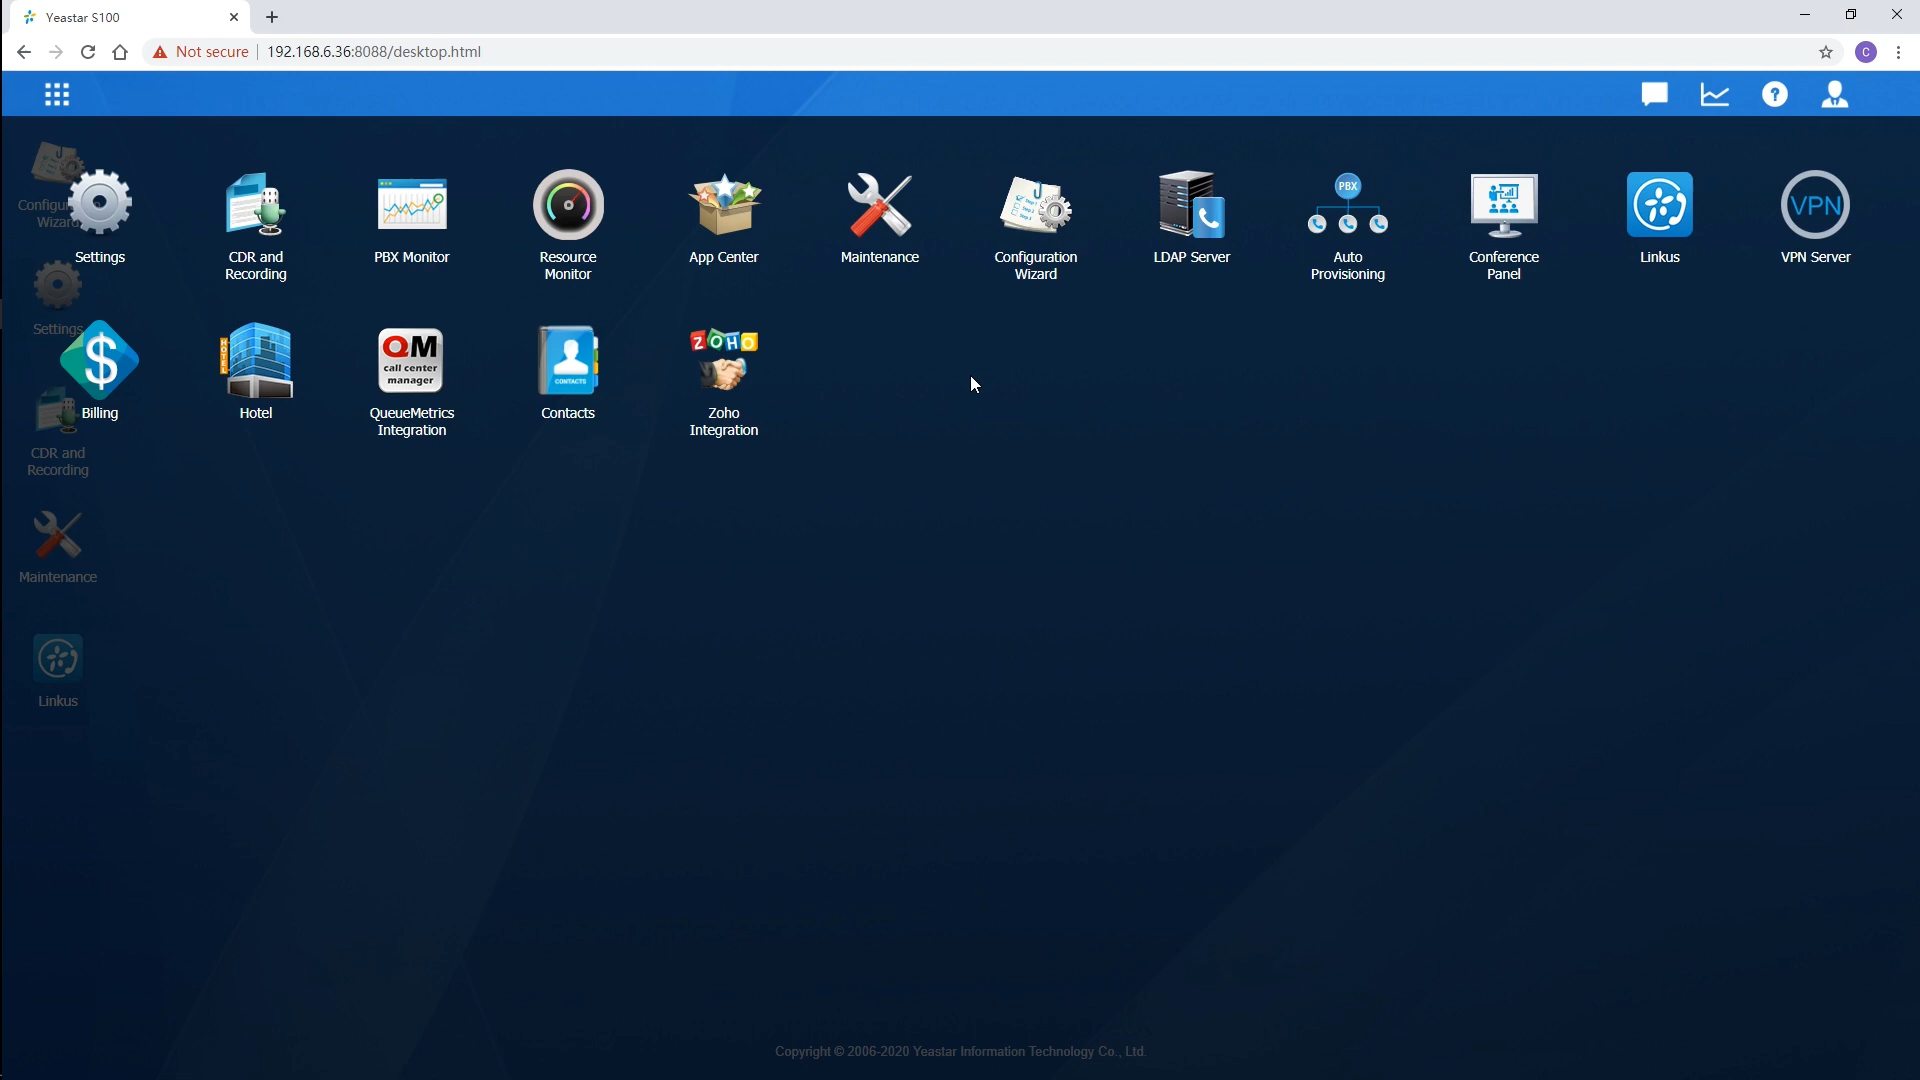 Yeastar S100
Not secure
192.168.6.36:8088/desktop.html
C
Settings
CDR and
Recording
PBX Monitor
Resource
Monitor
App Center
Maintenance
Configuration
Wizard
LDAP Server
PBX
Auto
Provisioning
Conference
Panel
Linkus
VPN
VPN Server
$
Billing
HOTEL
Hotel
QM
call center
manager
QueueMetrics
Integration
CONTACTS
Contacts
ZOHO
Zoho
Integration
Configur
Wizard
Settings
CDR and
Recording
Maintenance
Linkus
Copyright © 2006-2020 Yeastar Information Technology Co., Ltd.